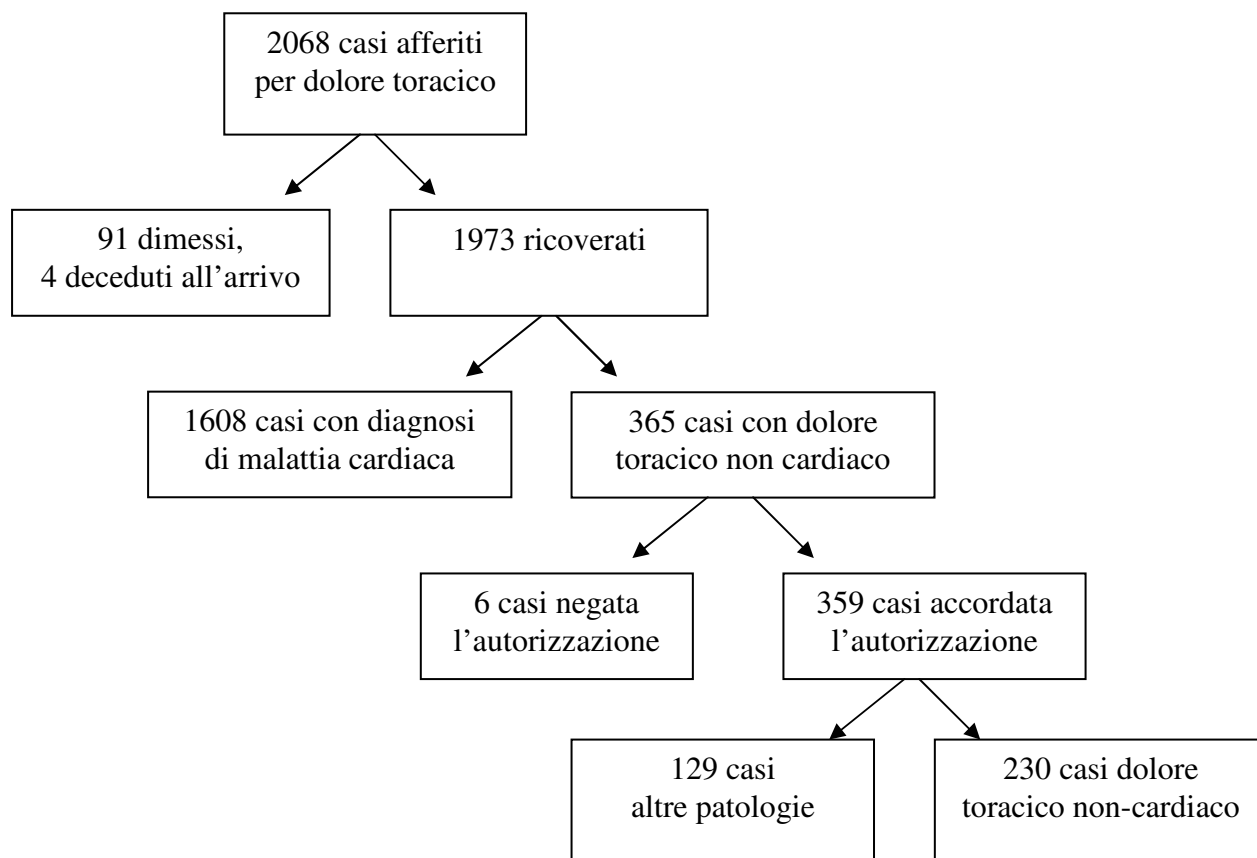 2068 casi afferiti
per dolore toracico
91 dimessi,
4 deceduti all’arrivo
1973 ricoverati
1608 casi con diagnosi
di malattia cardiaca
365 casi con dolore
toracico non cardiaco
6 casi negata
l’autorizzazione
359 casi accordata
l’autorizzazione
129 casi
altre patologie
230 casi dolore
toracico non-cardiaco